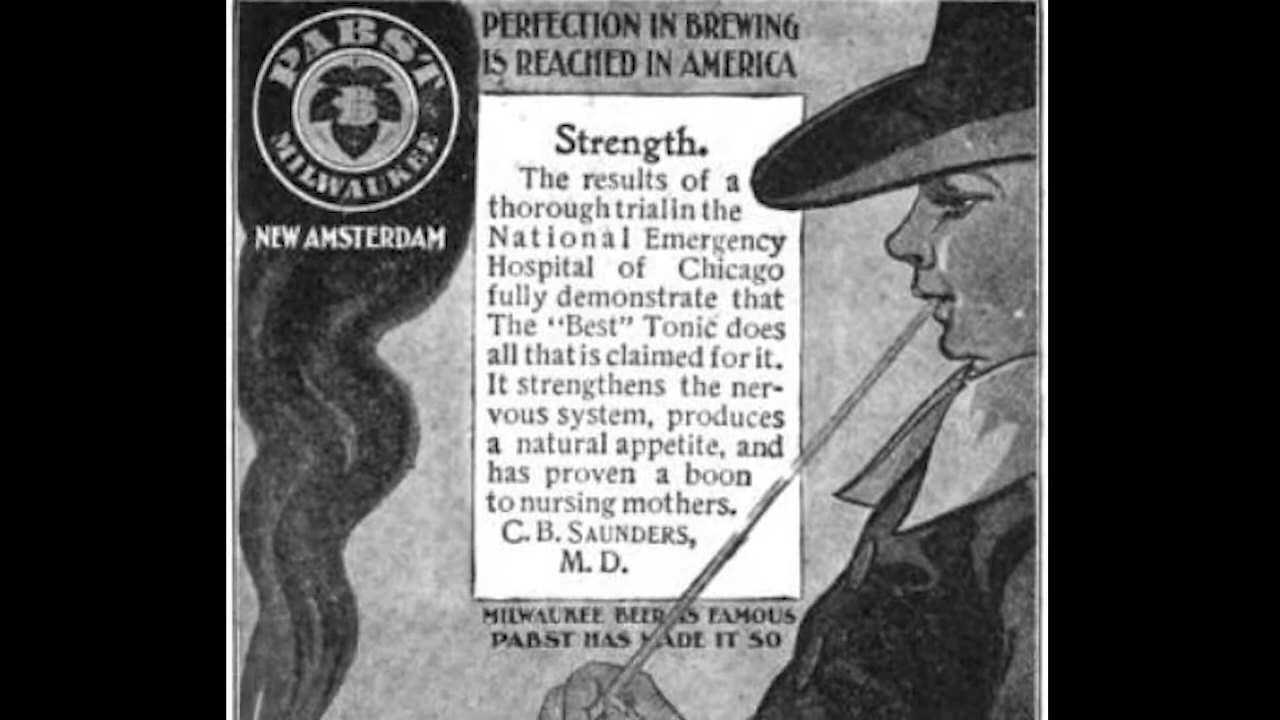 PABST
MILWAUKEE
B
NEW AMSTERDAM
PERFECTION IN BREWING
IS REACHED IN AMERICA
Strength.
The results of a
thorough trial in the
National Emergency
Hospital of Chicago
fully demonstrate that
The "Best" Tonic does
all that is claimed for it.
It strengthens the ner-
vous system, produces
a natural appetite, and
has proven a boon
to nursing mothers.
C. B. SAUNDERS,
M. D.
MILWAUKEE BEER IS FAMOUS
PABST HAS MADE IT SO